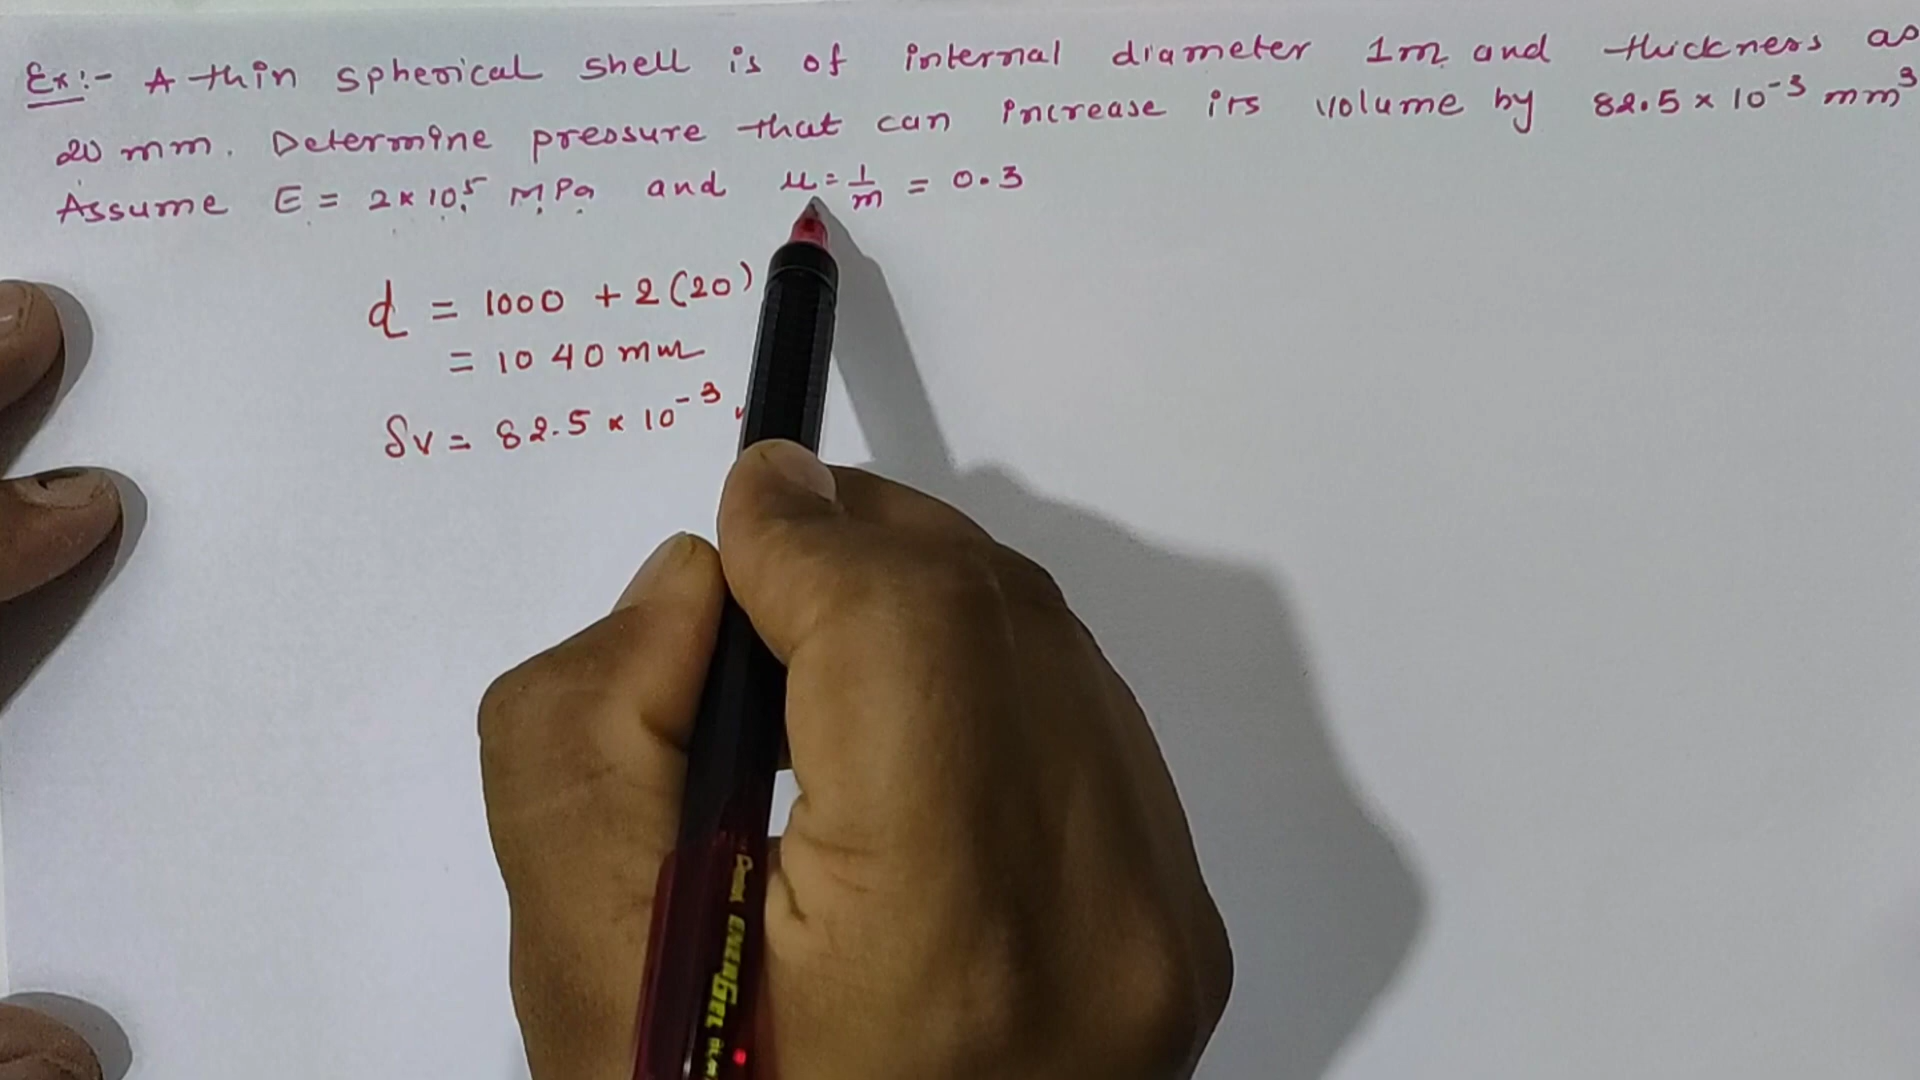 Ex:- A thin spherical shell is of internal diameter 1m and thickness as
20 mm. Determine pressure that can increase its volume by 82.5 x 10⁻³ mm³
Assume E = 2 x 10⁵ MPa and μ = 1/m = 0.3
d = 1000 + 2(20)
= 1040 mm
δv = 82.5 x 10⁻³
ENERGEL